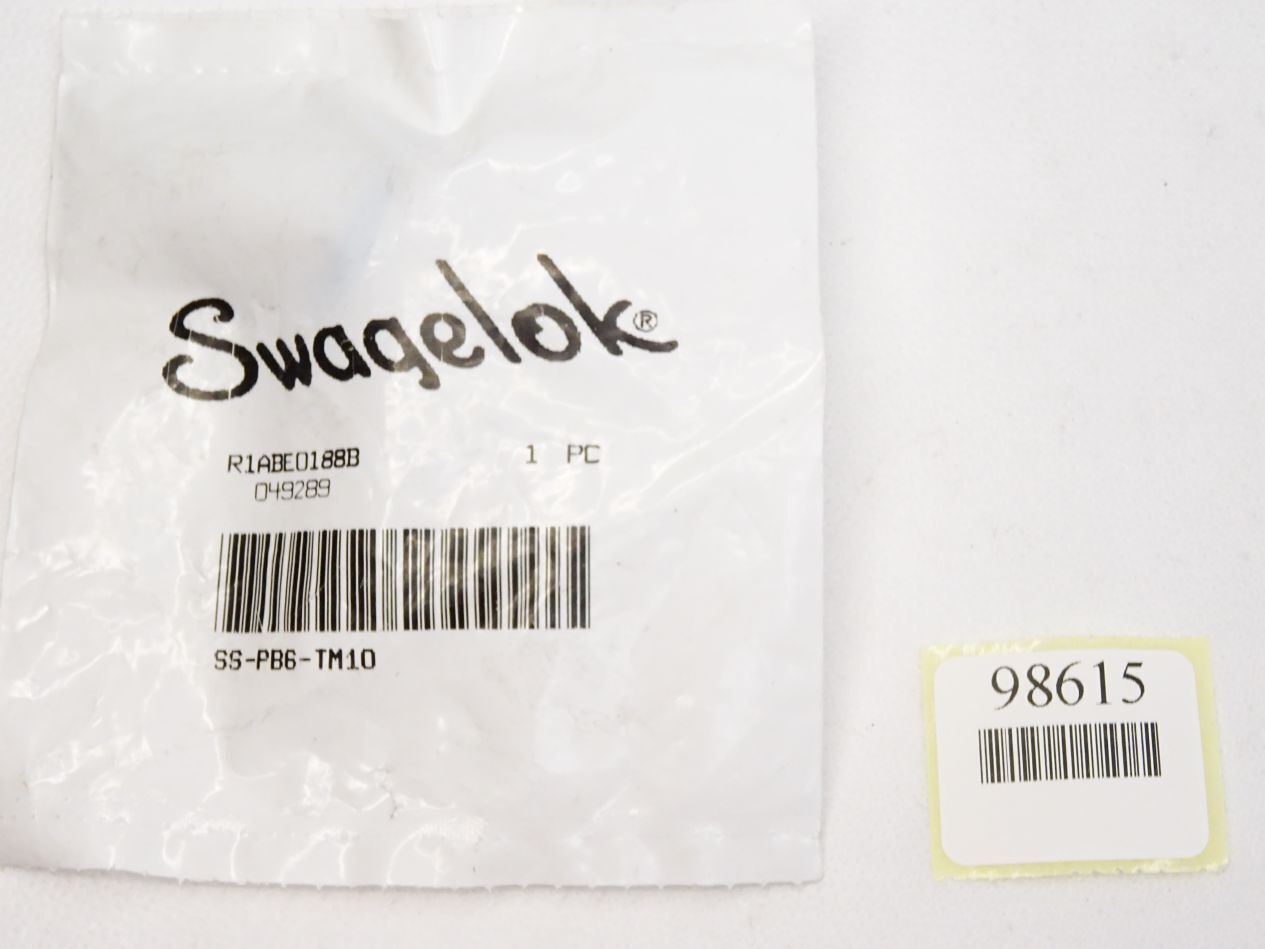 Swagelok®
R1ABE0188B 1 PC
049289
SS-PB6-TM10
98615